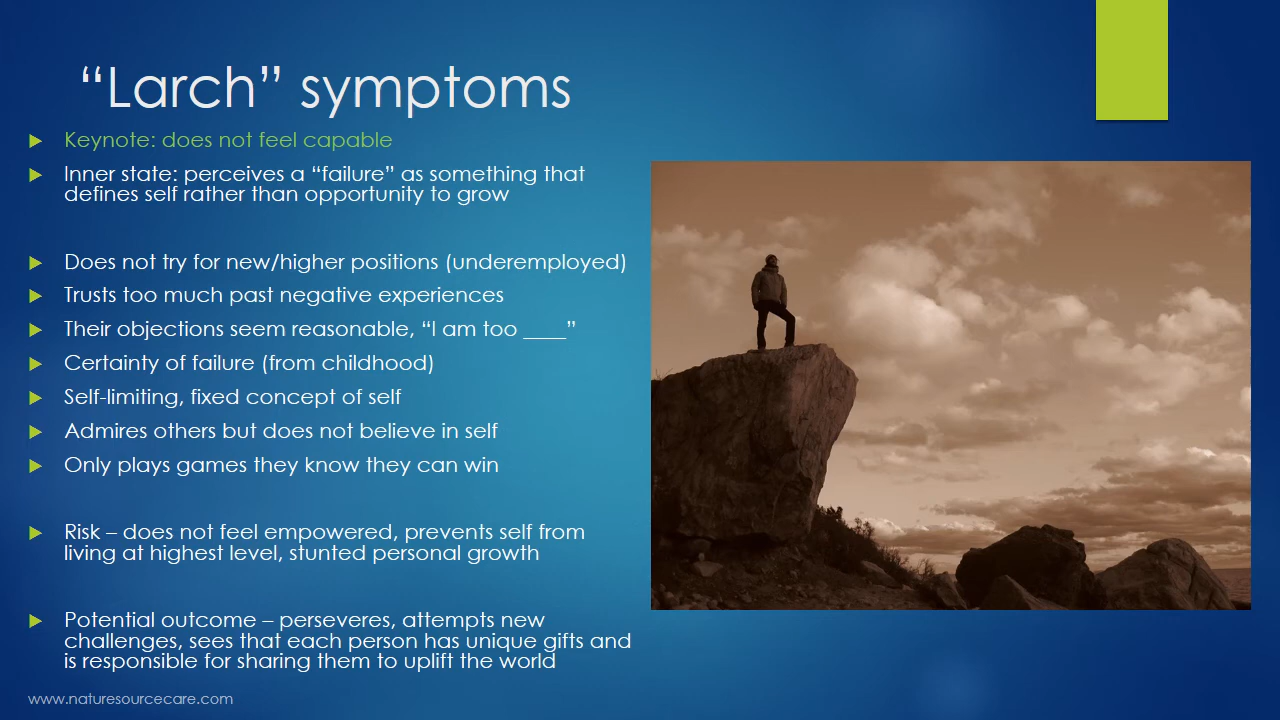 “Larch” symptoms
Keynote: does not feel capable
Inner state: perceives a “failure” as something that
defines self rather than opportunity to grow
Does not try for new/higher positions (underemployed)
Trusts too much past negative experiences
Their objections seem reasonable, “I am too ____”
Certainty of failure (from childhood)
Self-limiting, fixed concept of self
Admires others but does not believe in self
Only plays games they know they can win
Risk – does not feel empowered, prevents self from
living at highest level, stunted personal growth
Potential outcome – perseveres, attempts new
challenges, sees that each person has unique gifts and
is responsible for sharing them to uplift the world
www.naturesourcecare.com